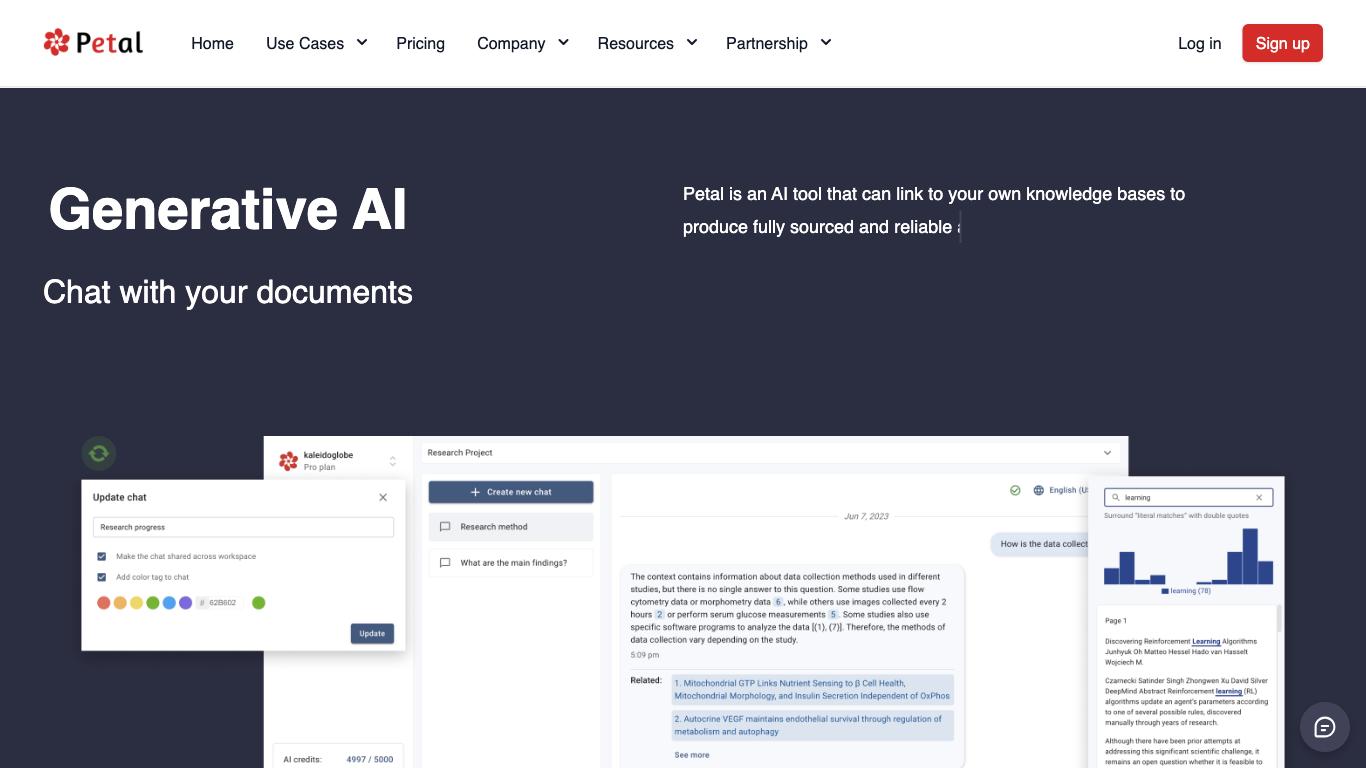 Petal
Home
Use Cases
Pricing
Company
Resources
Partnership
Log in
Sign up
Generative AI
Chat with your documents
Petal is an AI tool that can link to your own knowledge bases to
produce fully sourced and reliable
Update chat
Research progress
Make the chat shared across workspace
Add color tag to chat
# 62B602
Update
kaleidoglobe
Pro plan
AI credits: 4997 / 5000
Research Project
Create new chat
Research method
What are the main findings?
English (US
Jun 7, 2023
How is the data collect
The context contains information about data collection methods used in different
studies, but there is no single answer to this question. Some studies use flow
cytometry data or morphometry data 6 , while others use images collected every 2
hours 2 or perform serum glucose measurements 5 . Some studies also use
specific software programs to analyze the data [(1), (7)]. Therefore, the methods of
data collection vary depending on the study.
5:09 pm
Related:
1. Mitochondrial GTP Links Nutrient Sensing to β Cell Health,
Mitochondrial Morphology, and Insulin Secretion Independent of OxPhos
2. Autocrine VEGF maintains endothelial survival through regulation of
metabolism and autophagy
See more
learning
Surround "literal matches" with double quotes
learning (78)
Page 1
Discovering Reinforcement Learning Algorithms
Junhyuk Oh Matteo Hessel Hado van Hasselt
Wojciech M.
Czarnecki Satinder Singh Zhongwen Xu David Silver
DeepMind Abstract Reinforcement learning (RL)
algorithms update an agent's parameters according
to one of several possible rules, discovered
manually through years of research.
Although there have been prior attempts at
addressing this significant scientific challenge, it
remains an open question whether it is feasible to